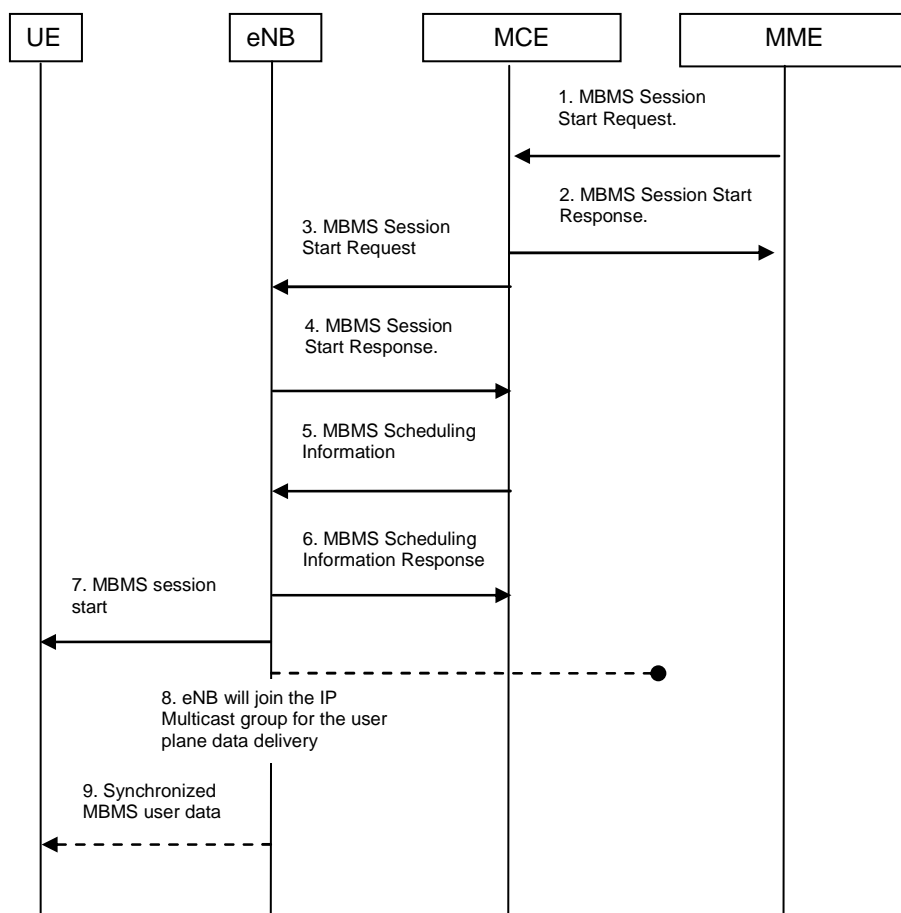 UE
eNB
MCE
MME
1. MBMS Session
Start Request.
2. MBMS Session Start
Response.
3. MBMS Session
Start Request
4. MBMS Session
Start Response.
5. MBMS Scheduling
Information
6. MBMS Scheduling
Information Response
7. MBMS session
start
8. eNB will join the IP
Multicast group for the user
plane data delivery
9. Synchronized
MBMS user data